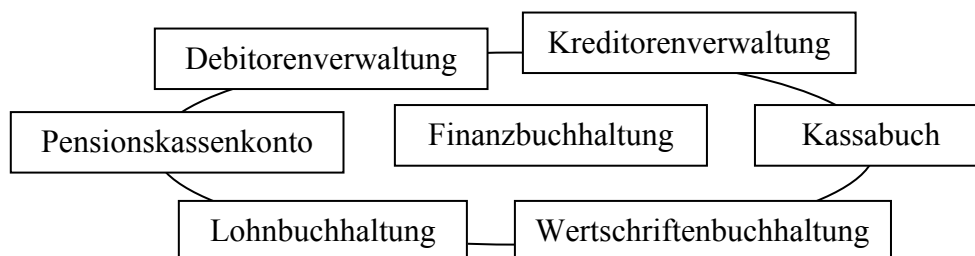 Kreditorenverwaltung
Debitorenverwaltung
Pensionskassenkonto
Finanzbuchhaltung
Kassabuch
Lohnbuchhaltung
Wertschriftenbuchhaltung